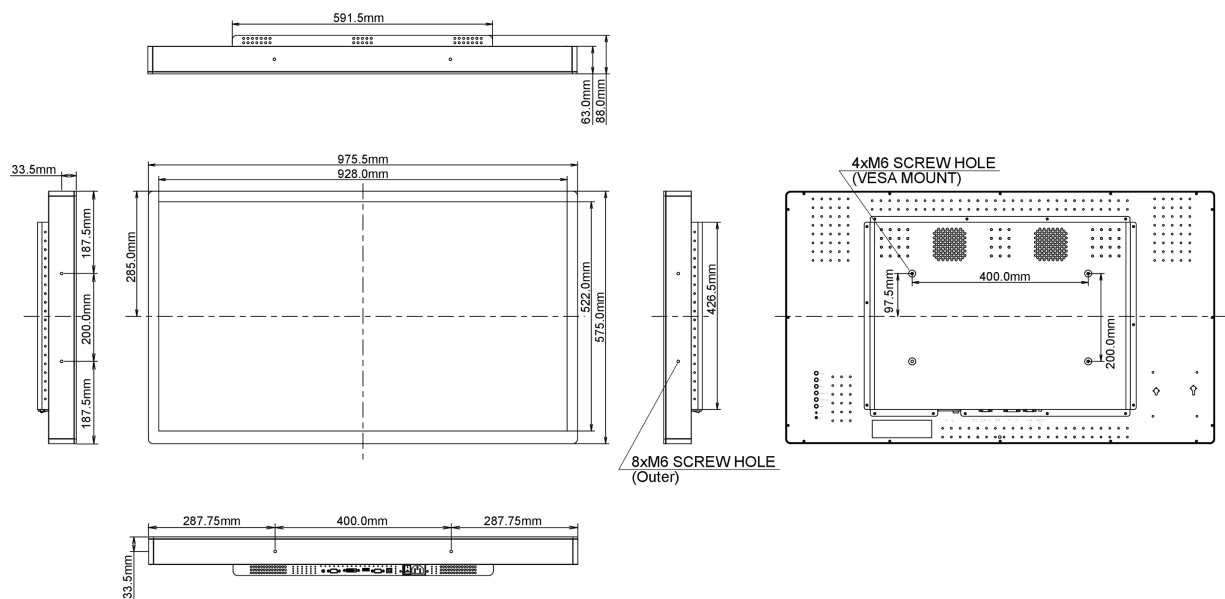 591.5mm
63.0mm
88.0mm
975.5mm
928.0mm
33.5mm
187.5mm
200.0mm
187.5mm
285.0mm
522.0mm
575.0mm
426.5mm
8xM6 SCREW HOLE
(Outer)
4xM6 SCREW HOLE
(VESA MOUNT)
400.0mm
97.5mm
200.0mm
287.75mm
400.0mm
287.75mm
33.5mm